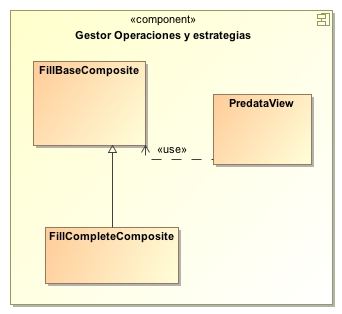 «component»
Gestor Operaciones y estrategias
FillBaseComposite
PredataView
«use»
FillCompleteComposite